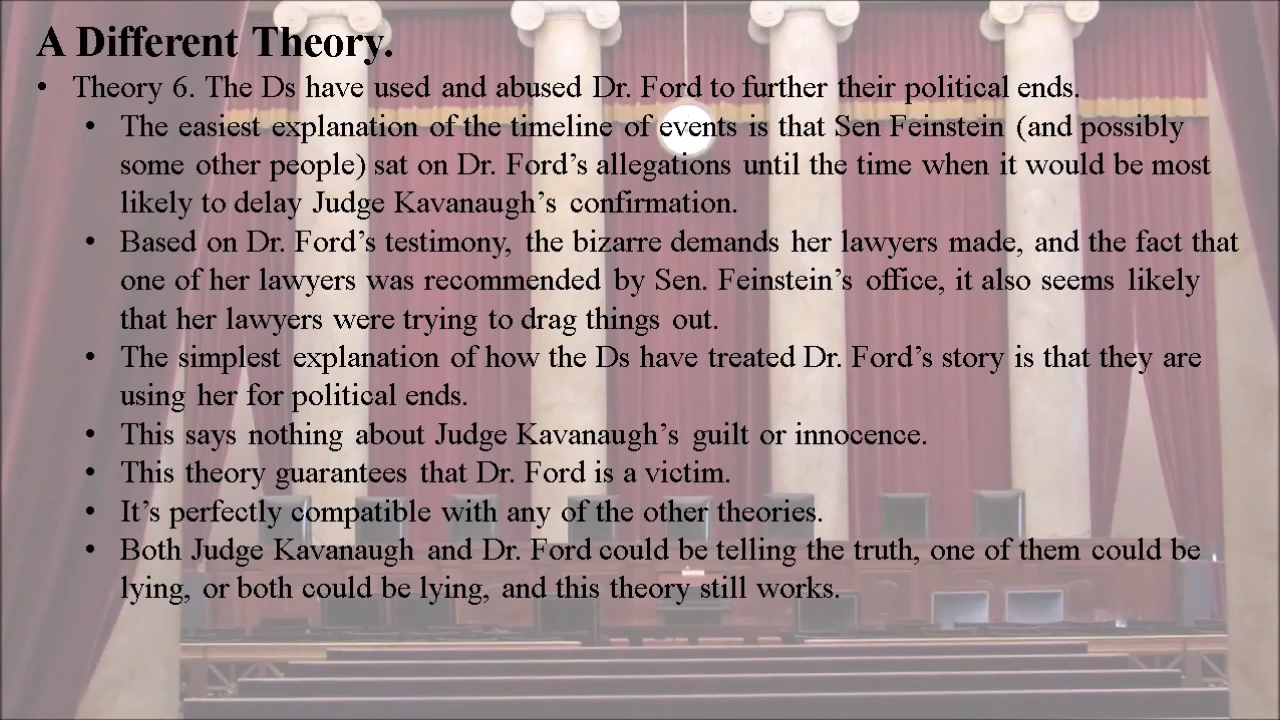 A Different Theory.
• Theory 6. The Ds have used and abused Dr. Ford to further their political ends.
• The easiest explanation of the timeline of events is that Sen Feinstein (and possibly
some other people) sat on Dr. Ford’s allegations until the time when it would be most
likely to delay Judge Kavanaugh’s confirmation.
• Based on Dr. Ford’s testimony, the bizarre demands her lawyers made, and the fact that
one of her lawyers was recommended by Sen. Feinstein’s office, it also seems likely
that her lawyers were trying to drag things out.
• The simplest explanation of how the Ds have treated Dr. Ford’s story is that they are
using her for political ends.
• This says nothing about Judge Kavanaugh’s guilt or innocence.
• This theory guarantees that Dr. Ford is a victim.
• It’s perfectly compatible with any of the other theories.
• Both Judge Kavanaugh and Dr. Ford could be telling the truth, one of them could be
lying, or both could be lying, and this theory still works.